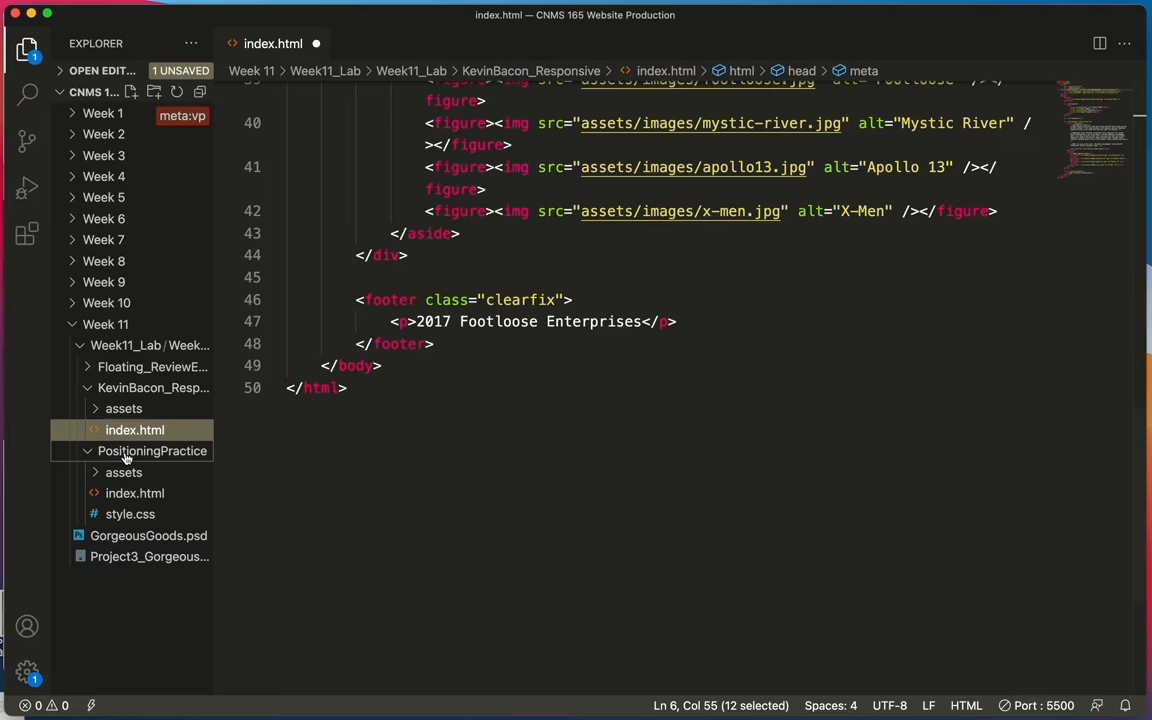 index.html — CNMS 165 Website Production
EXPLORER
index.html
OPEN EDIT...
1 UNSAVED
Week 11 > Week11_Lab > Week11_Lab > KevinBacon_Responsive > index.html > html > head > meta
CNMS 1...
meta:vp
Week 1
Week 2
Week 3
Week 4
Week 5
Week 6
Week 7
Week 8
Week 9
Week 10
Week 11
Week11_Lab/Week...
Floating_ReviewE...
KevinBacon_Resp...
assets
index.html
PositioningPractice
assets
index.html
style.css
GorgeousGoods.psd
Project3_Gorgeous...
figure>
40 <figure><img src="assets/images/mystic-river.jpg" alt="Mystic River" /
></figure>
41 <figure><img src="assets/images/apollo13.jpg" alt="Apollo 13" /></
figure>
42 <figure><img src="assets/images/x-men.jpg" alt="X-Men" /></figure>
43 </aside>
44 </div>
45
46 <footer class="clearfix">
47 <p>2017 Footloose Enterprises</p>
48 </footer>
49 </body>
50 </html>
1
1
0 0
Ln 6, Col 55 (12 selected)
Spaces: 4
UTF-8
LF
HTML
Port : 5500